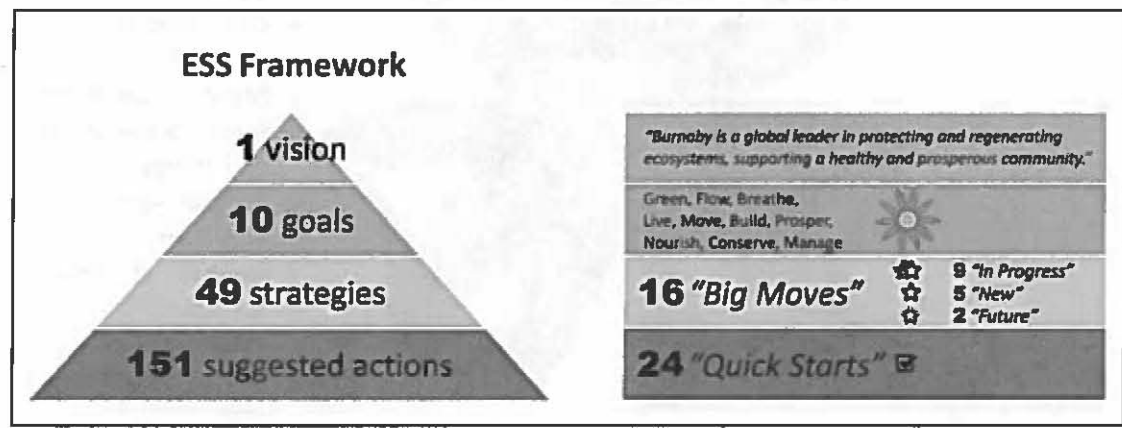 ESS Framework
1 vision
10 goals
49 strategies
151 suggested actions
"Burnaby is a global leader in protecting and regenerating
ecosystems, supporting a healthy and prosperous community."
Green, Flow, Breathe,
Live, Move, Build, Prosper,
Nourish, Conserve, Manage
16 "Big Moves"
9 "In Progress"
5 "New"
2 "Future"
24 "Quick Starts"